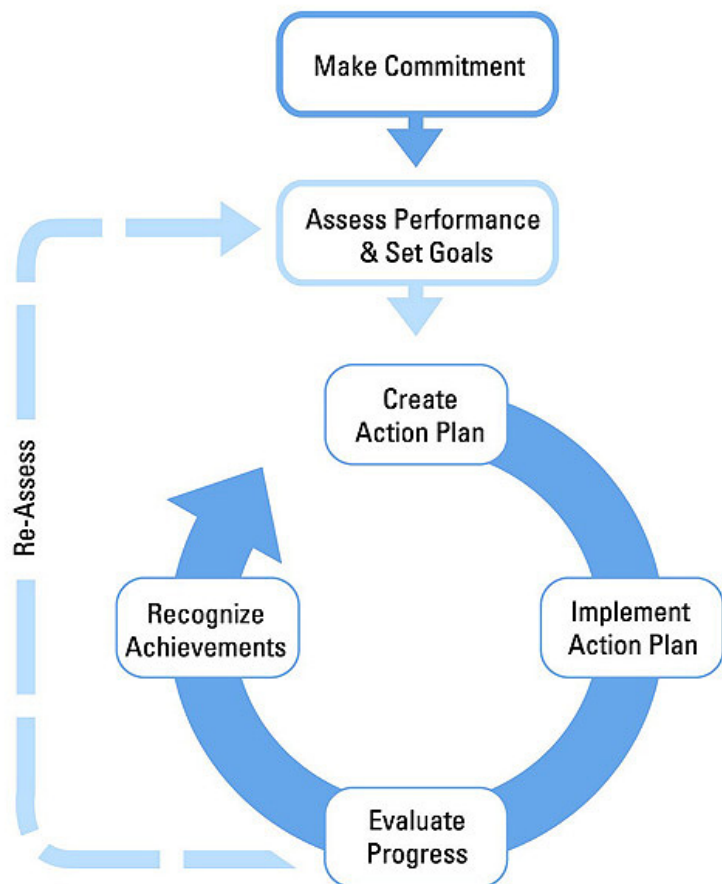 Make Commitment
Assess Performance
& Set Goals
Create
Action Plan
Re-Assess
Recognize
Achievements
Implement
Action Plan
Evaluate
Progress